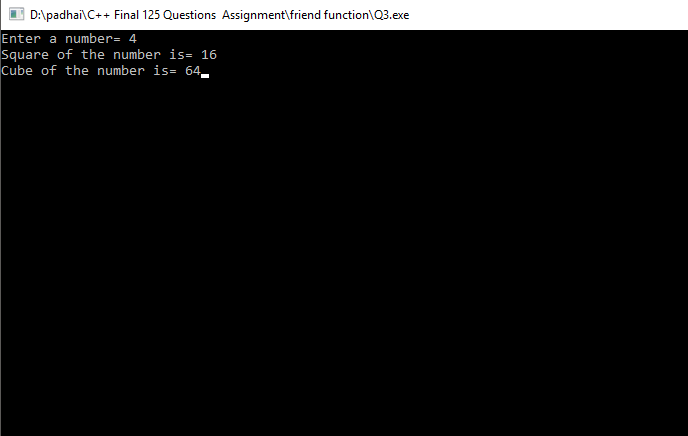 D:\padhai\C++ Final 125 Questions  Assignment\friend function\Q3.exe
Enter a number= 4
Square of the number is= 16
Cube of the number is= 64